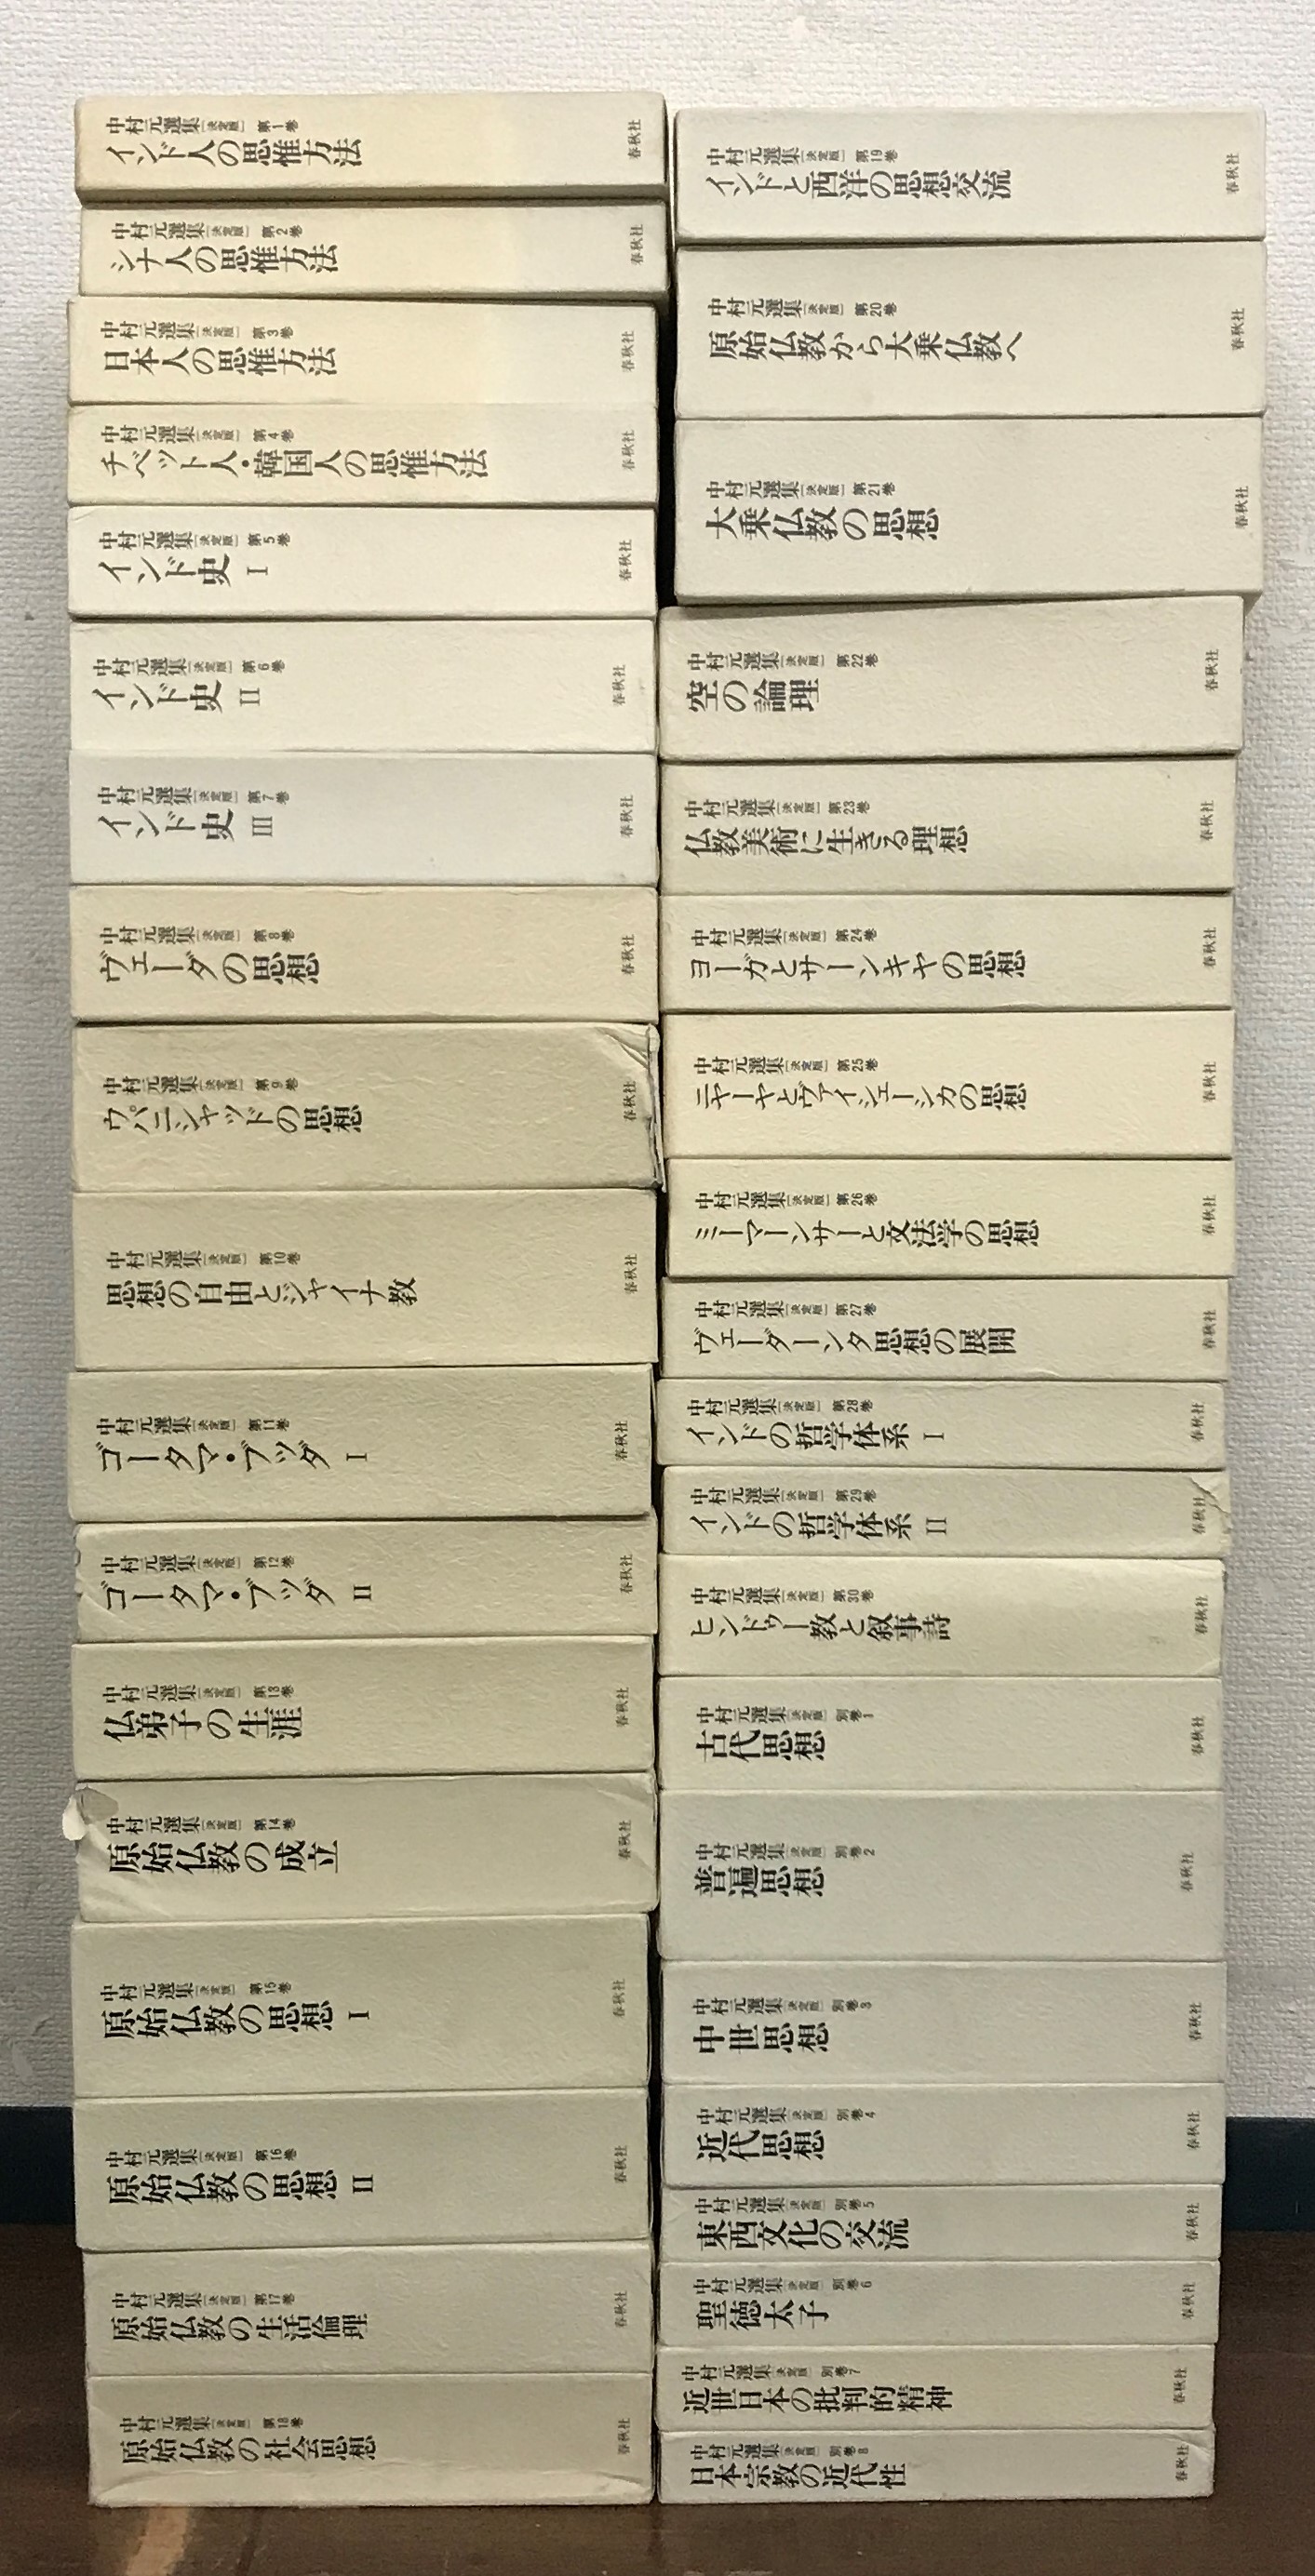 中村元選集［決定版］第1巻
インド人の思惟方法
春秋社
中村元選集［決定版］第2巻
シナ人の思惟方法
春秋社
中村元選集［決定版］第3巻
日本人の思惟方法
春秋社
中村元選集［決定版］第4巻
チベット人・韓国人の思惟方法
春秋社
中村元選集［決定版］第5巻
インド史 I
春秋社
中村元選集［決定版］第6巻
インド史 II
春秋社
中村元選集［決定版］第7巻
インド史 III
春秋社
中村元選集［決定版］第8巻
ヴェーダの思想
春秋社
中村元選集［決定版］第9巻
ウパニシャッドの思想
春秋社
中村元選集［決定版］第10巻
思想の自由とジャイナ教
春秋社
中村元選集［決定版］第11巻
ゴータマ・ブッダ I
春秋社
中村元選集［決定版］第12巻
ゴータマ・ブッダ II
春秋社
中村元選集［決定版］第13巻
仏弟子の生涯
春秋社
中村元選集［決定版］第14巻
原始仏教の成立
春秋社
中村元選集［決定版］第15巻
原始仏教の思想 I
春秋社
中村元選集［決定版］第16巻
原始仏教の思想 II
春秋社
中村元選集［決定版］第17巻
原始仏教の生活倫理
春秋社
中村元選集［決定版］第18巻
原始仏教の社会思想
春秋社
中村元選集［決定版］第19巻
インドと西洋の思想交流
春秋社
中村元選集［決定版］第20巻
原始仏教から大乗仏教へ
春秋社
中村元選集［決定版］第21巻
大乗仏教の思想
春秋社
中村元選集［決定版］第22巻
空の論理
春秋社
中村元選集［決定版］第23巻
仏教美術に生きる理想
春秋社
中村元選集［決定版］第24巻
ヨーガとサーンキヤの思想
春秋社
中村元選集［決定版］第25巻
ニヤーヤとヴァイシェーシカの思想
春秋社
中村元選集［決定版］第26巻
ミーマーンサーと文法学の思想
春秋社
中村元選集［決定版］第27巻
ヴェーダーンタ思想の展開
春秋社
中村元選集［決定版］第28巻
インドの哲学体系 I
春秋社
中村元選集［決定版］第29巻
インドの哲学体系 II
春秋社
中村元選集［決定版］第30巻
ヒンドゥー教と叙事詩
春秋社
中村元選集［決定版］別巻1
古代思想
春秋社
中村元選集［決定版］別巻2
普遍思想
春秋社
中村元選集［決定版］別巻3
中世思想
春秋社
中村元選集［決定版］別巻4
近代思想
春秋社
中村元選集［決定版］別巻5
東西文化の交流
春秋社
中村元選集［決定版］別巻6
聖徳太子
春秋社
中村元選集［決定版］別巻7
近世日本の批判的精神
春秋社
中村元選集［決定版］別巻8
日本宗教の近代性
春秋社